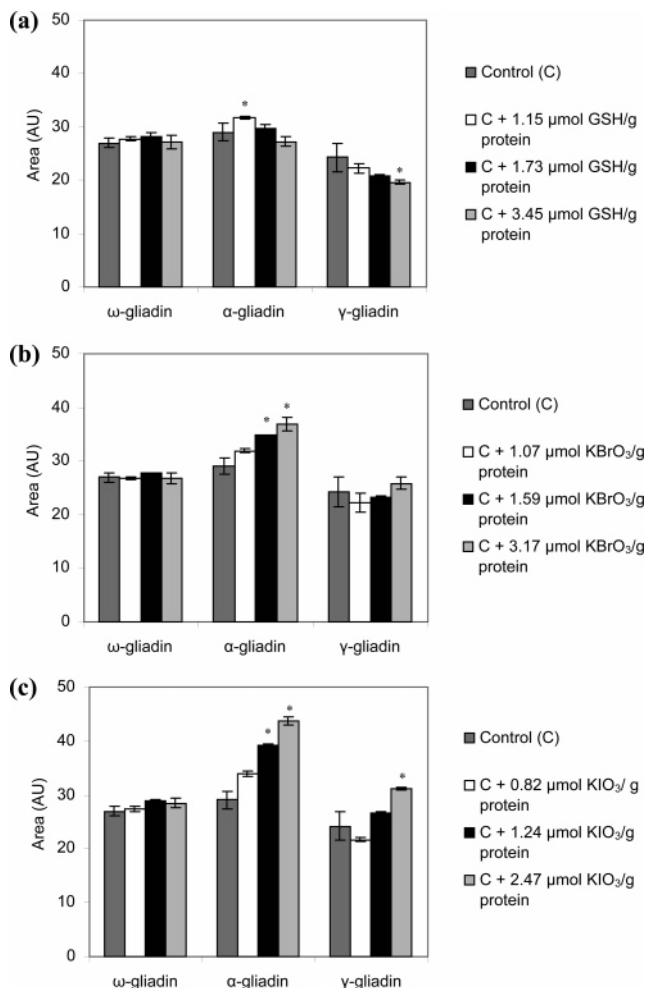 (a)
50
40
30
20
10
0
Area (AU)
*
*
ω-gliadin α-gliadin γ-gliadin
Control (C)
C + 1.15 µmol GSH/g
protein
C + 1.73 µmol GSH/g
protein
C + 3.45 µmol GSH/g
protein
(b)
50
40
30
20
10
0
Area (AU)
* *
ω-gliadin α-gliadin γ-gliadin
Control (C)
C + 1.07 µmol KBrO₃/g
protein
C + 1.59 µmol KBrO₃/g
protein
C + 3.17 µmol KBrO₃/g
protein
(c)
50
40
30
20
10
0
Area (AU)
* *
*
ω-gliadin α-gliadin γ-gliadin
Control (C)
C + 0.82 µmol KIO₃/ g
protein
C + 1.24 µmol KIO₃/g
protein
C + 2.47 µmol KIO₃/g
protein